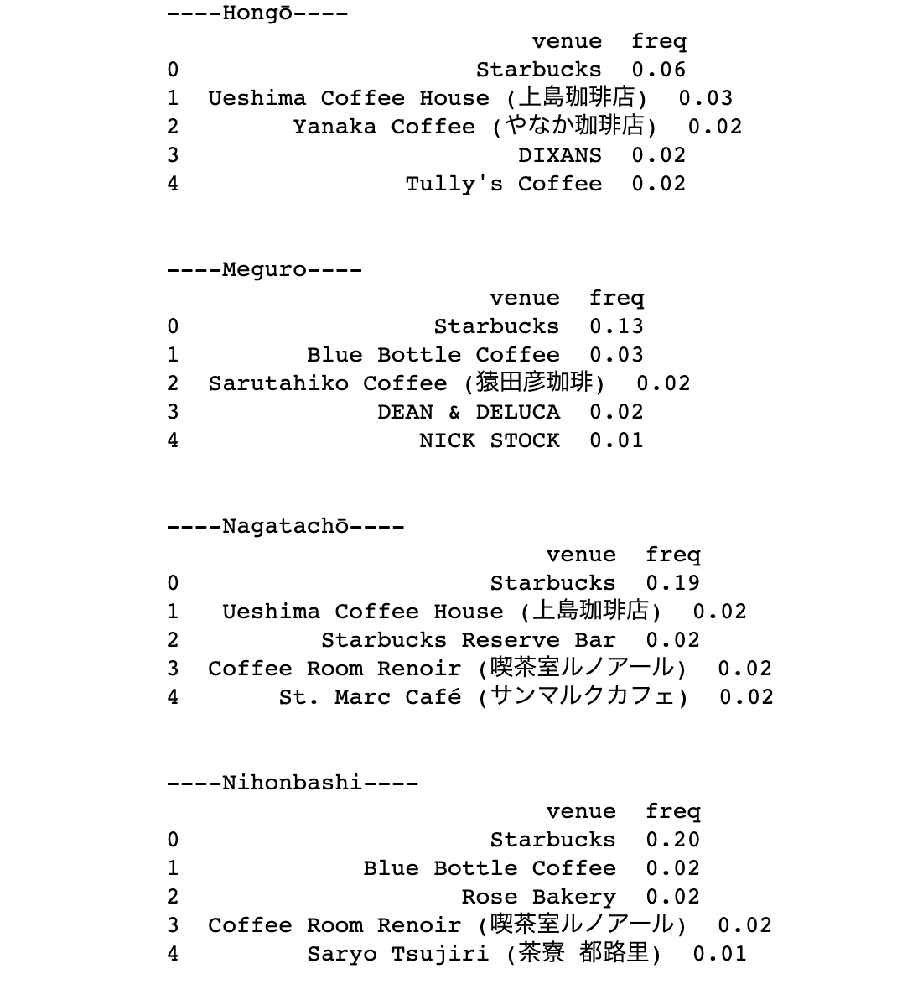 ----Hongō----
venue freq
0 Starbucks 0.06
1 Ueshima Coffee House (上島珈琲店) 0.03
2 Yanaka Coffee (やなか珈琲店) 0.02
3 DIXANS 0.02
4 Tully's Coffee 0.02
----Meguro----
venue freq
0 Starbucks 0.13
1 Blue Bottle Coffee 0.03
2 Sarutahiko Coffee (猿田彦珈琲) 0.02
3 DEAN & DELUCA 0.02
4 NICK STOCK 0.01
----Nagatachō----
venue freq
0 Starbucks 0.19
1 Ueshima Coffee House (上島珈琲店) 0.02
2 Starbucks Reserve Bar 0.02
3 Coffee Room Renoir (喫茶室ルノアール) 0.02
4 St. Marc Café (サンマルクカフェ) 0.02
----Nihonbashi----
venue freq
0 Starbucks 0.20
1 Blue Bottle Coffee 0.02
2 Rose Bakery 0.02
3 Coffee Room Renoir (喫茶室ルノアール) 0.02
4 Saryo Tsujiri (茶寮 都路里) 0.01